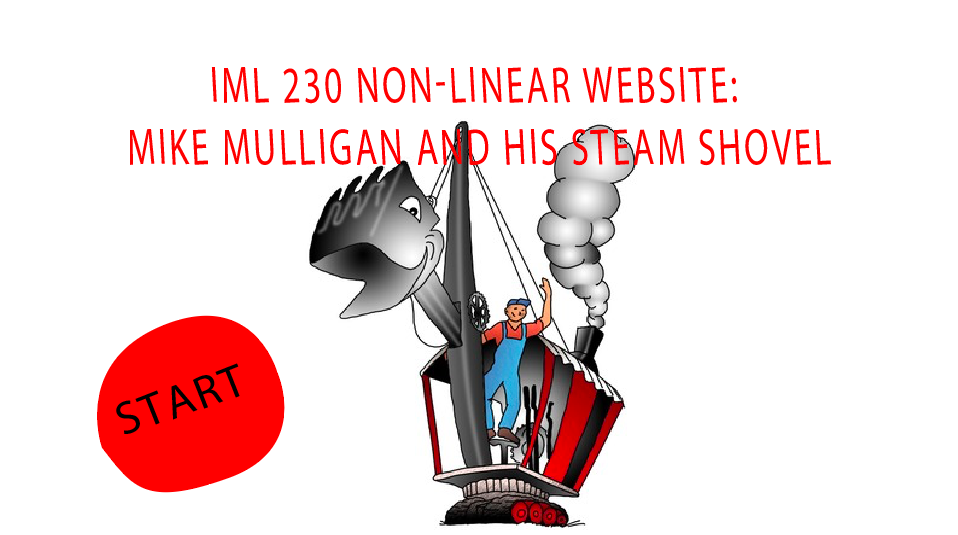 IML 230 NON-LINEAR WEBSITE:
MIKE MULLIGAN AND HIS STEAM SHOVEL
START